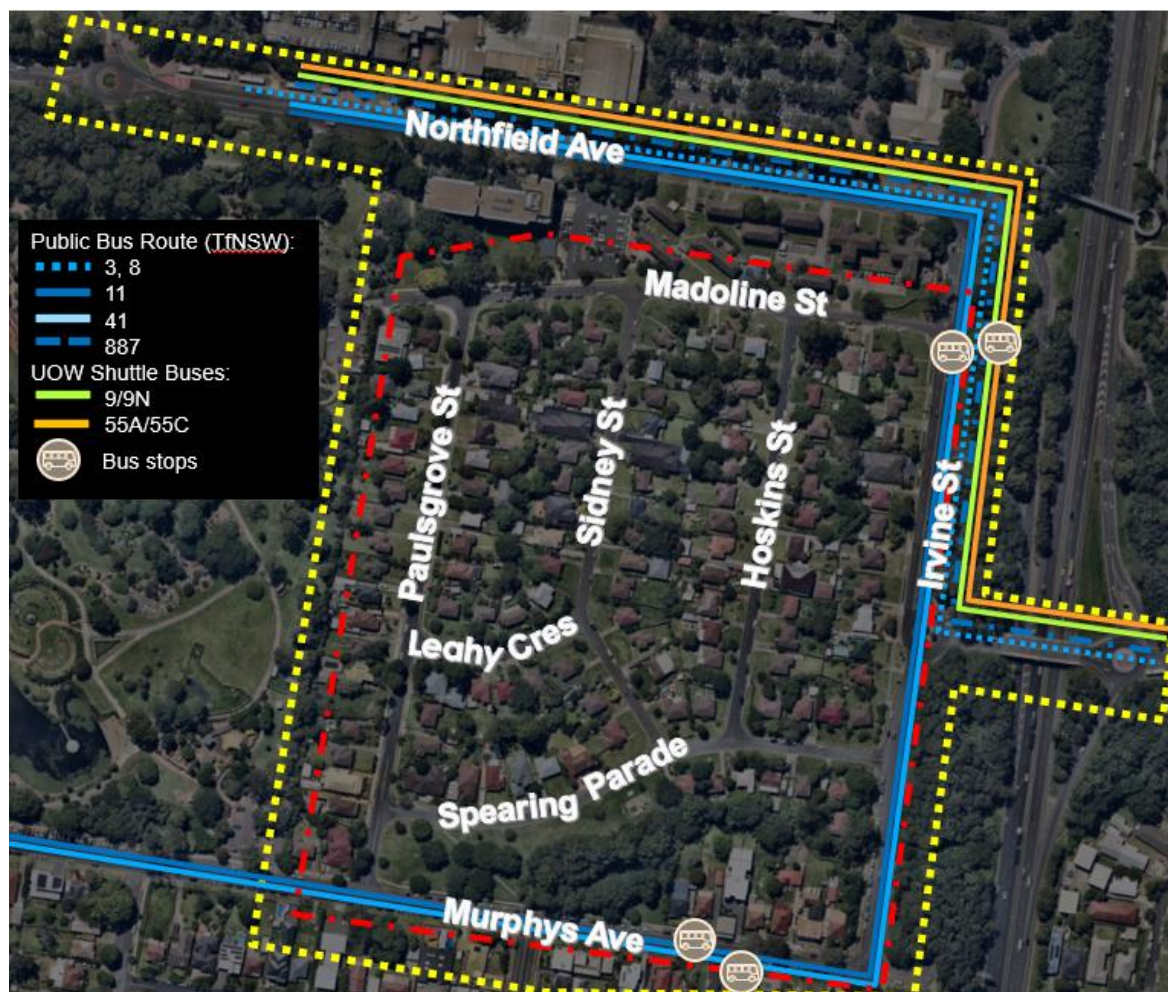 Northfield Ave
Public Bus Route (TfNSW):
3, 8
11
41
887
UOW Shuttle Buses:
9/9N
55A/55C
Bus stops
Madoline St
Paulsgrove St
Sidney St
Hoskins St
Irvine St
Leahy Cres
Spearing Parade
Murphys Ave